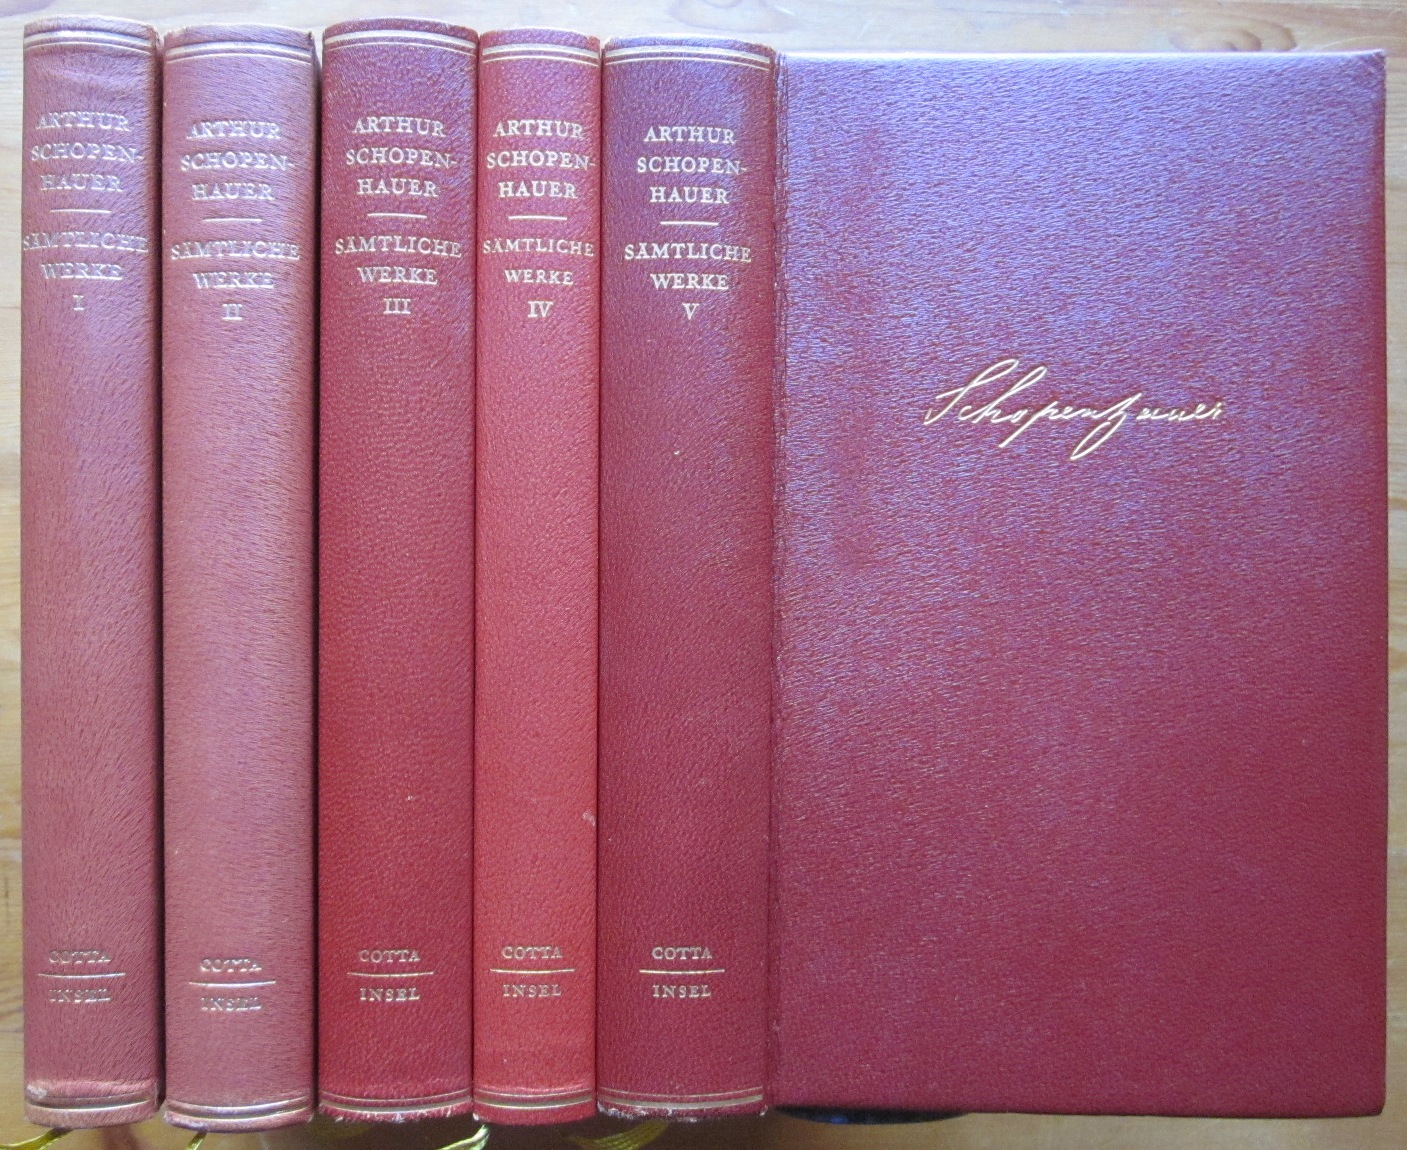 ARTHUR
SCHOPEN-
HAUER
SÄMTLICHE
WERKE
I
COTTA
INSEL
ARTHUR
SCHOPEN-
HAUER
SÄMTLICHE
WERKE
II
COTTA
INSEL
ARTHUR
SCHOPEN-
HAUER
SÄMTLICHE
WERKE
III
COTTA
INSEL
ARTHUR
SCHOPEN-
HAUER
SÄMTLICHE
WERKE
IV
COTTA
INSEL
ARTHUR
SCHOPEN-
HAUER
SÄMTLICHE
WERKE
V
COTTA
INSEL
Schopenhauer